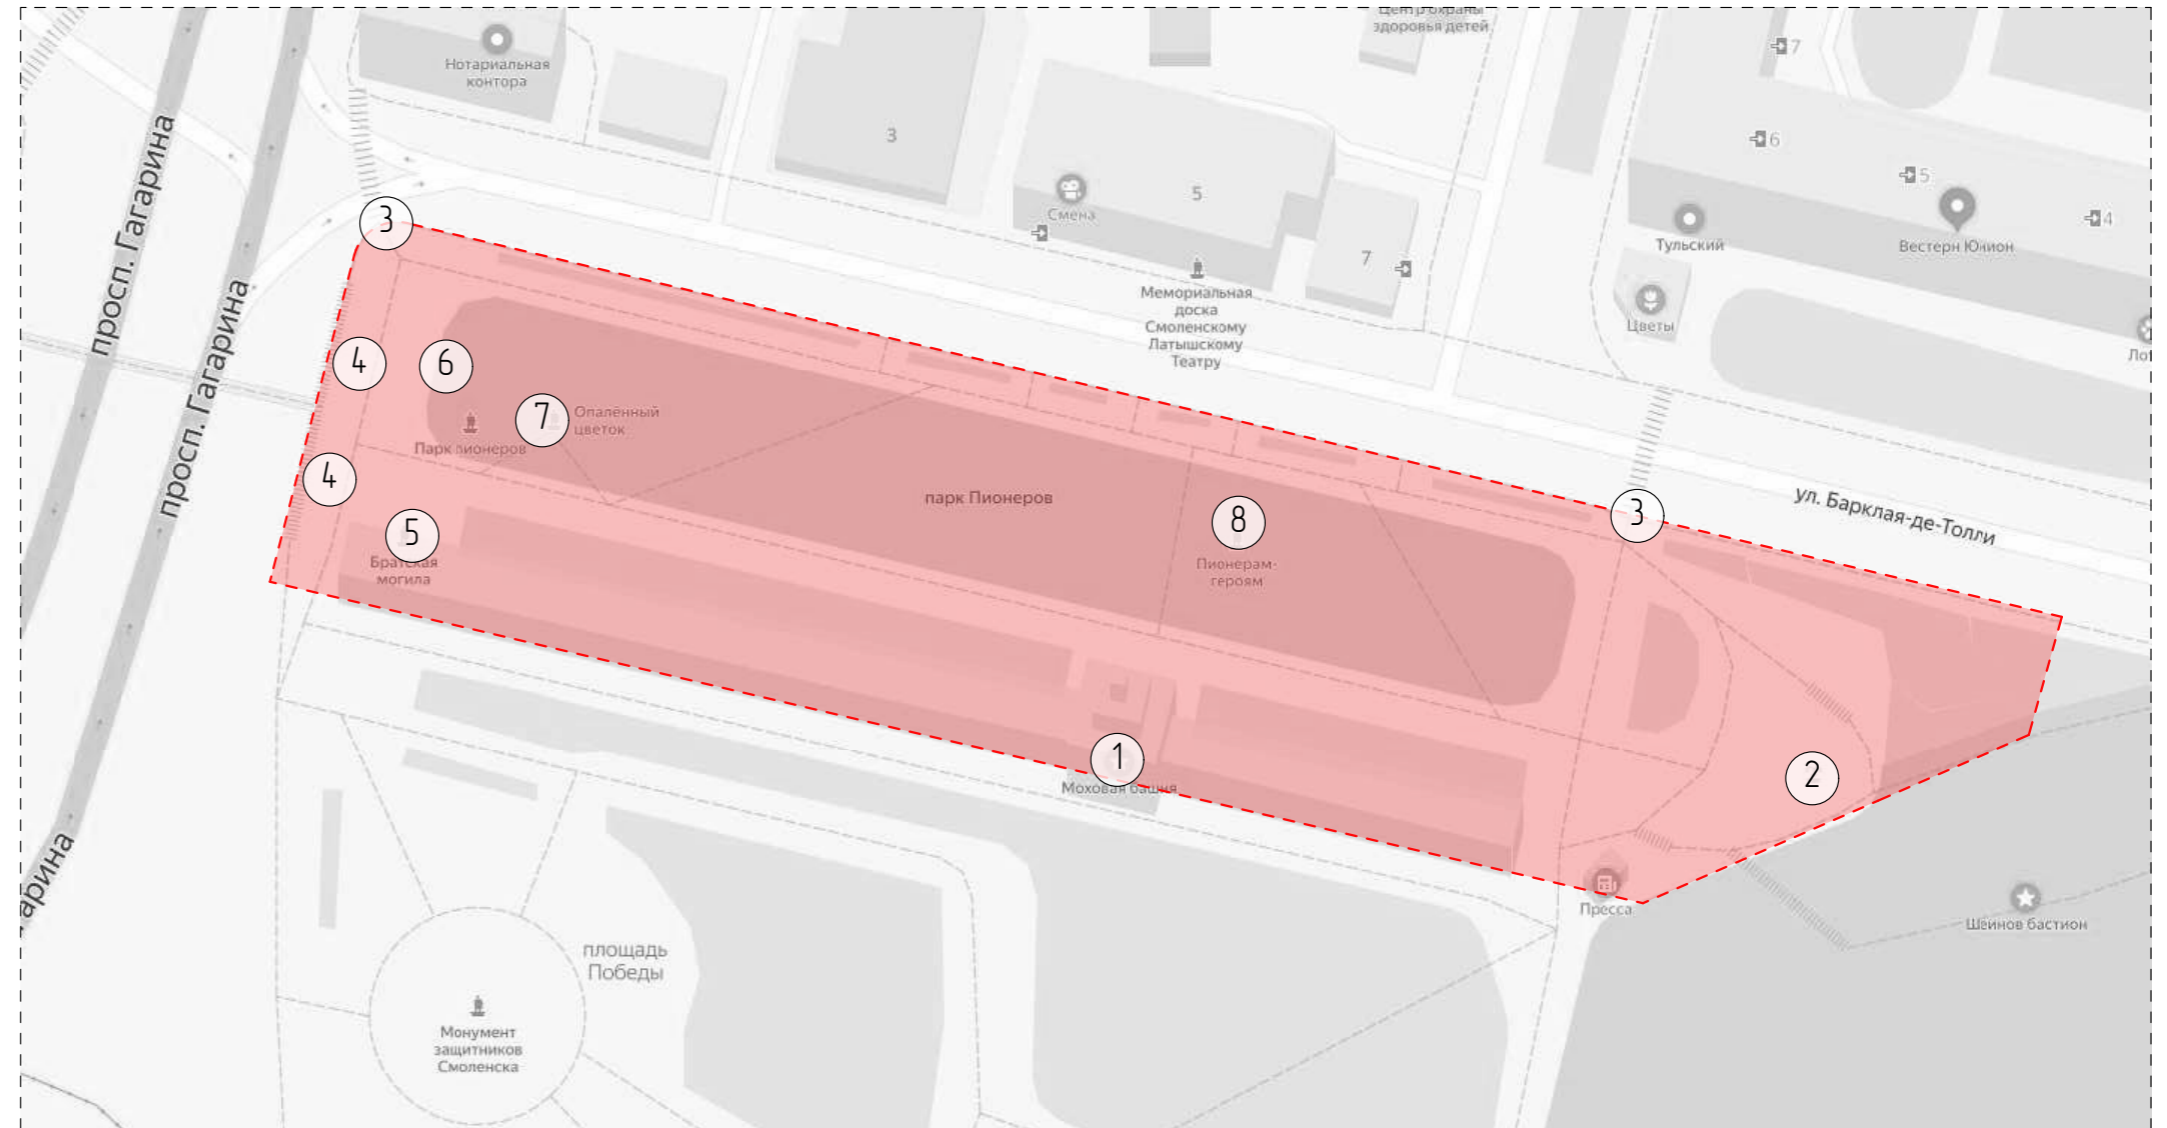 Центр охраны
здоровья детей
Нотариальная
контора
7
3
6
5
5
4
Смена
Тульский
Вестерн Юнион
7
Мемориальная
доска
Смоленскому
Латышскому
Театру
Цветы
просп. Гагарина
просп. Гагарина
3
4
6
7
Опалённый
цветок
Парк пионеров
4
парк Пионеров
8
3
ул. Барклая-де-Толли
5
Братская
могила
Пионерам-
героям
1
Моховая башня
2
Пресса
Шеинов бастион
площадь
Победы
Монумент
защитников
Смоленска
арина